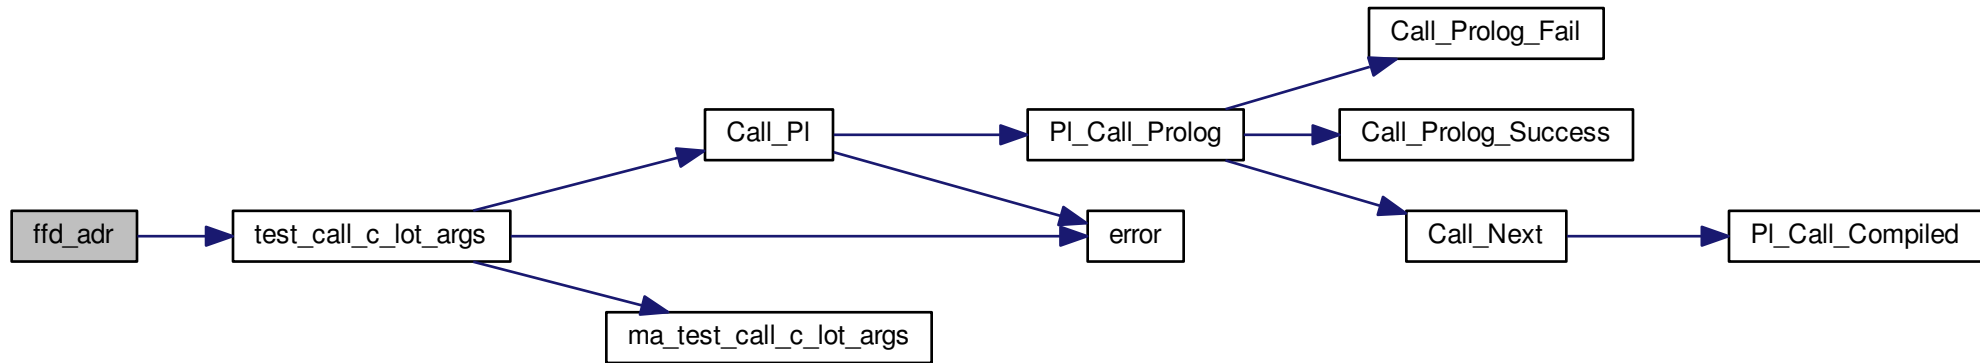 Call_Prolog_Fail
Call_Pl
Pl_Call_Prolog
Call_Prolog_Success
ffd_adr
test_call_c_lot_args
error
Call_Next
Pl_Call_Compiled
ma_test_call_c_lot_args